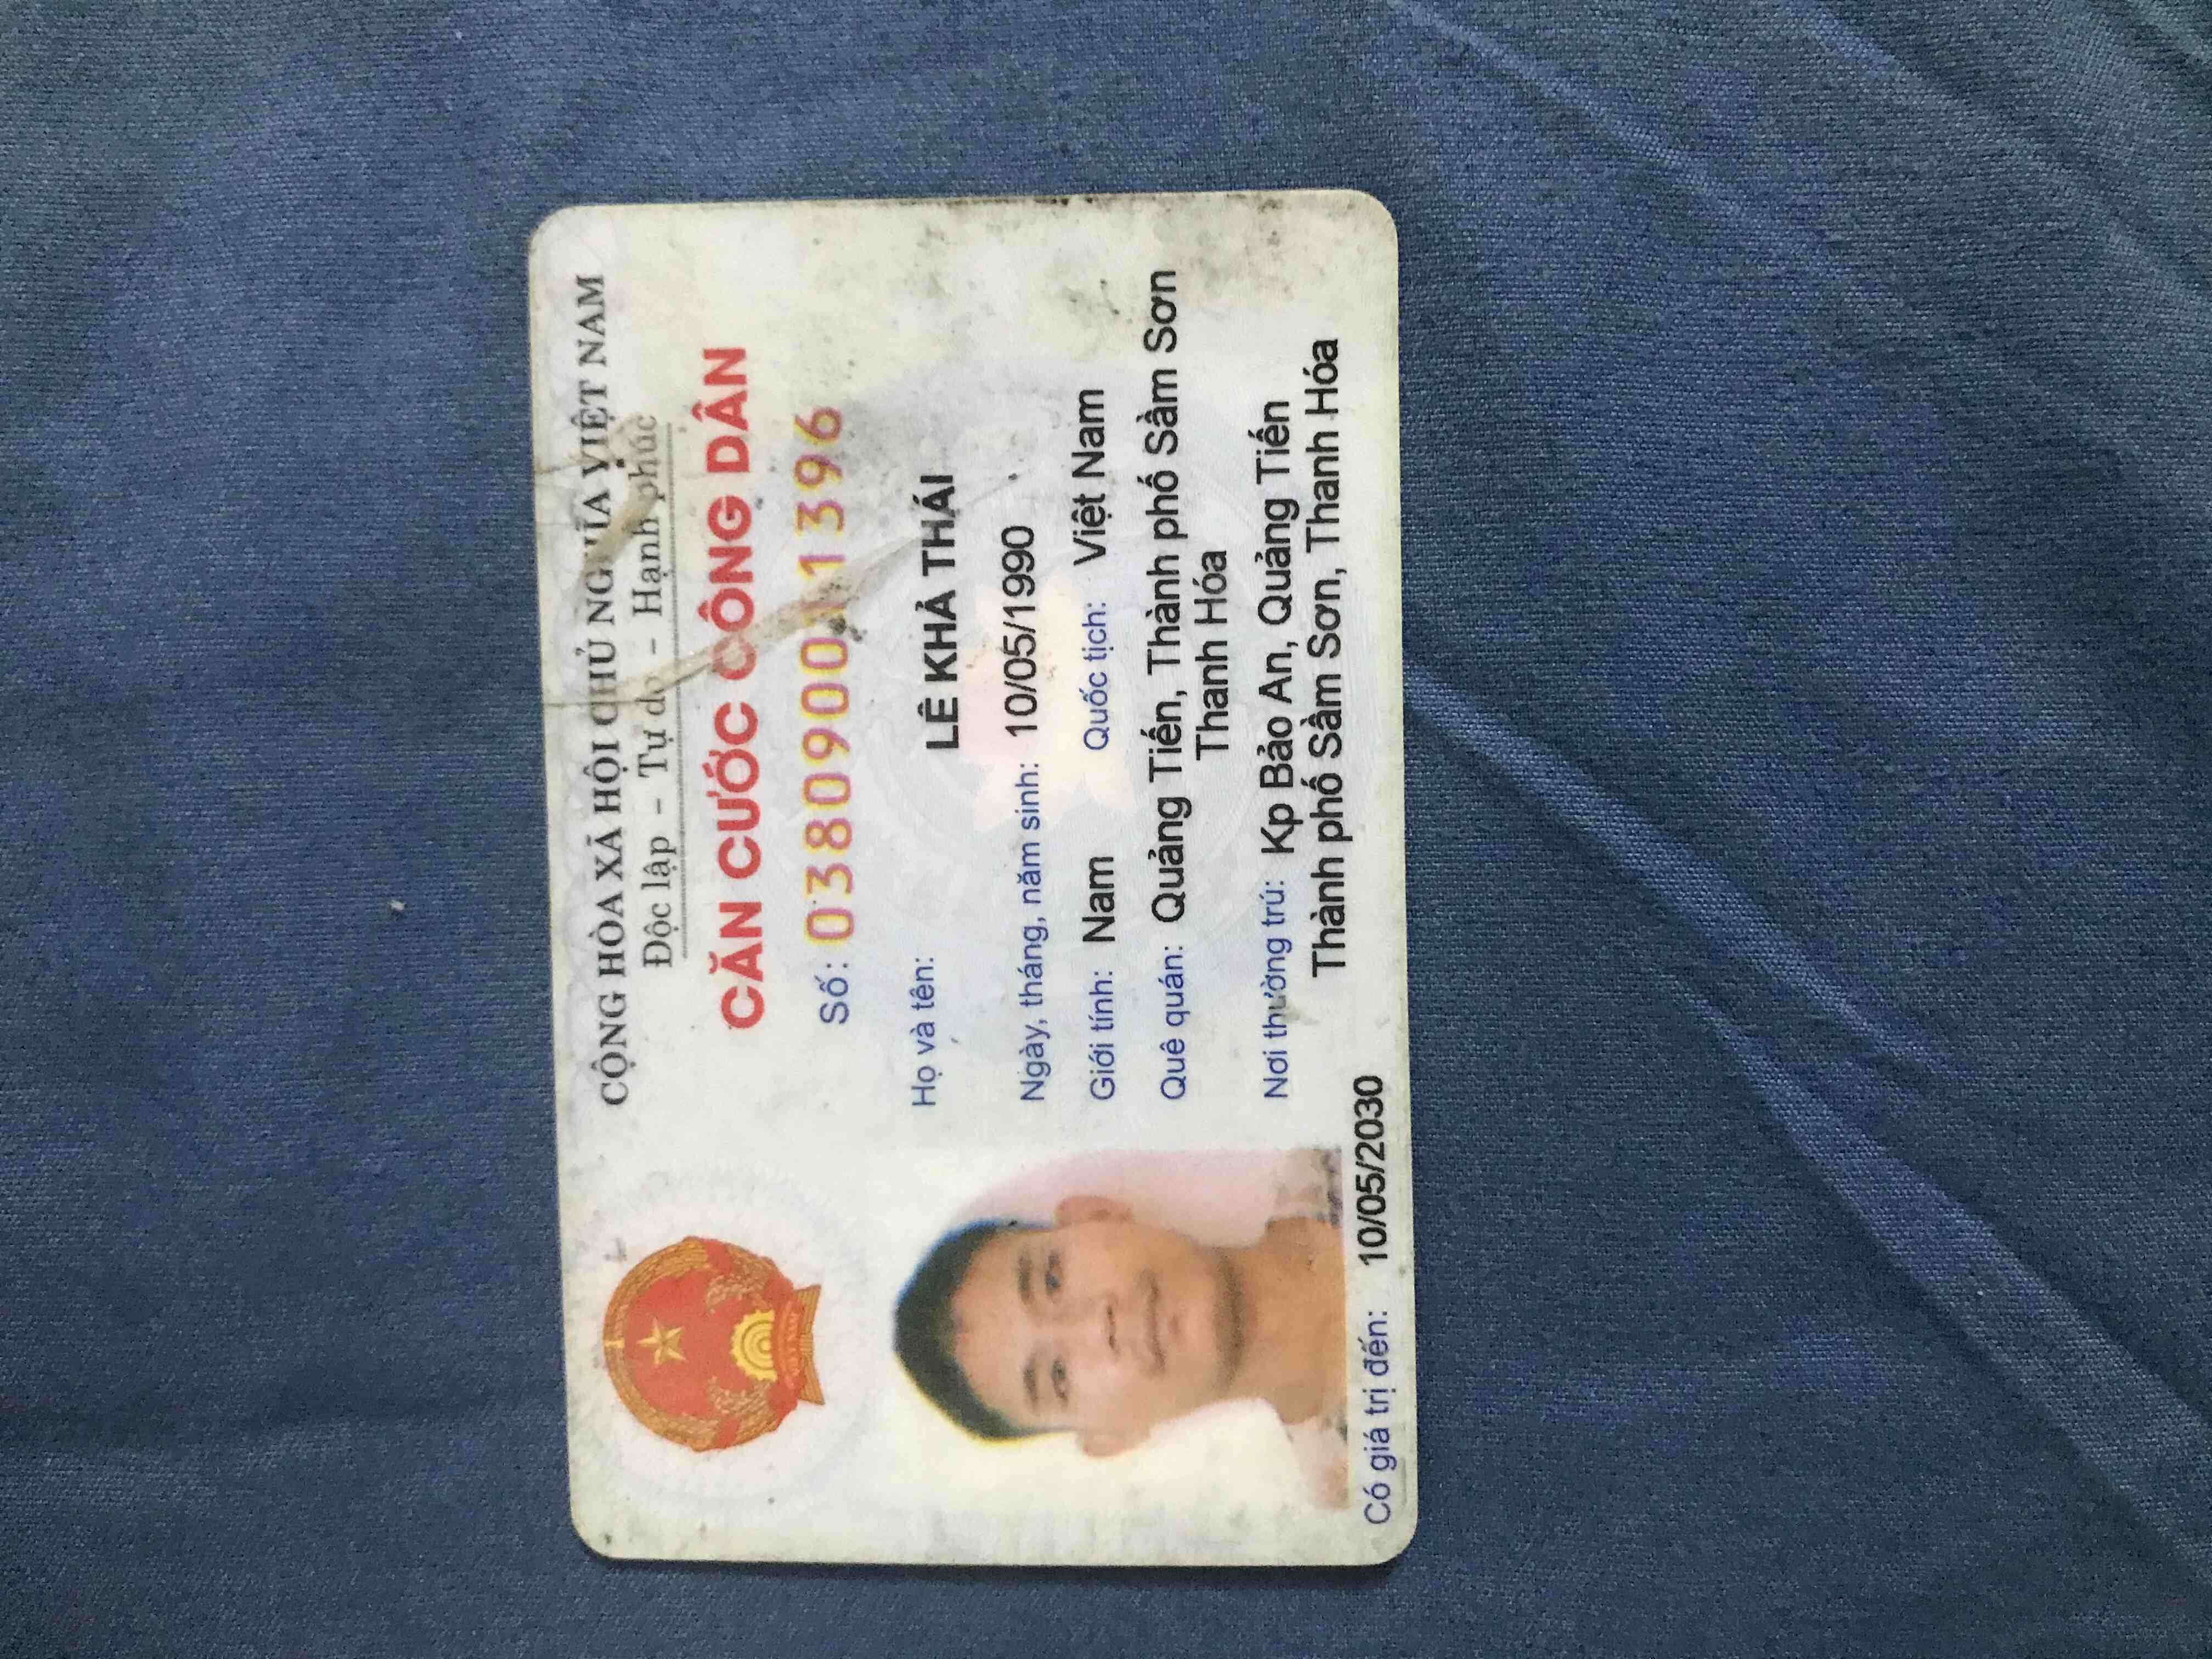 CỘNG HÒA XÃ HỘI CHỦ NGHĨA VIỆT NAM
Độc lập - Tự do - Hạnh phúc
CĂN CƯỚC CÔNG DÂN
Số:
Họ và tên:
LÊ KHẢ THÁI
Ngày, tháng, năm sinh: 10/05/1990
Giới tính: Nam Quốc tịch: Việt Nam
Quê quán: Quảng Tiến, Thành phố Sầm Sơn
Thanh Hóa
Nơi thường trú: Kp Bảo An, Quảng Tiến
Thành phố Sầm Sơn, Thanh Hóa
Có giá trị đến: 10/05/2030